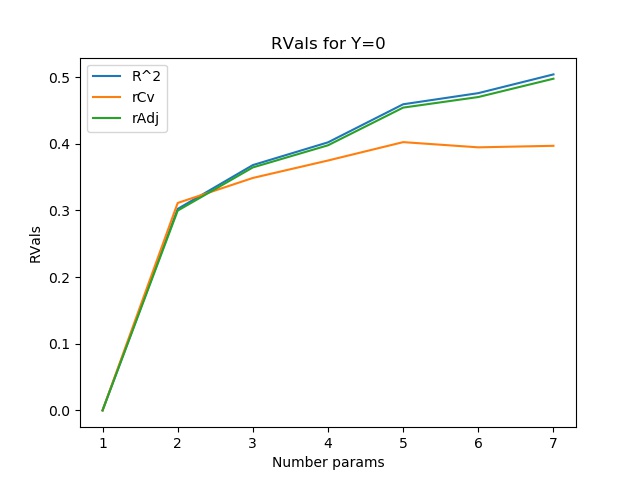 RVals for Y=0
R^2
rCv
rAdj
RVals
0.5
0.4
0.3
0.2
0.1
0.0
1 2 3 4 5 6 7
Number params